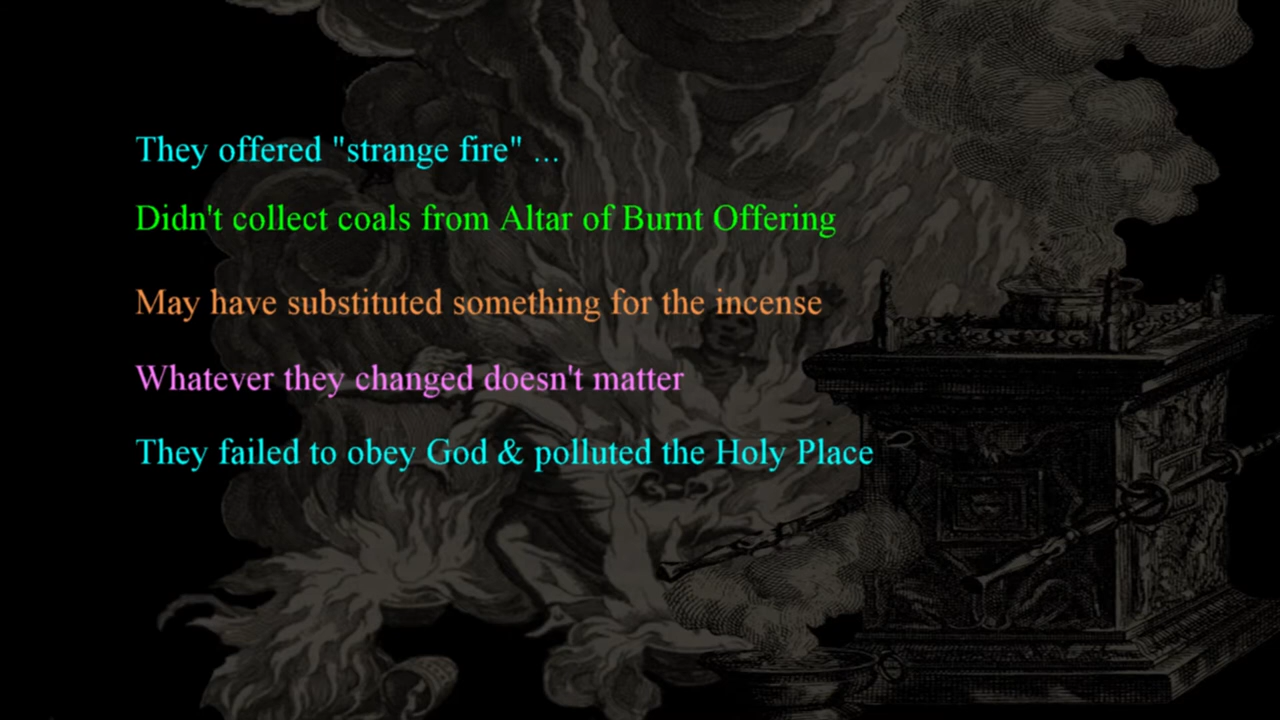 They offered "strange fire" ...
Didn't collect coals from Altar of Burnt Offering
May have substituted something for the incense
Whatever they changed doesn't matter
They failed to obey God & polluted the Holy Place